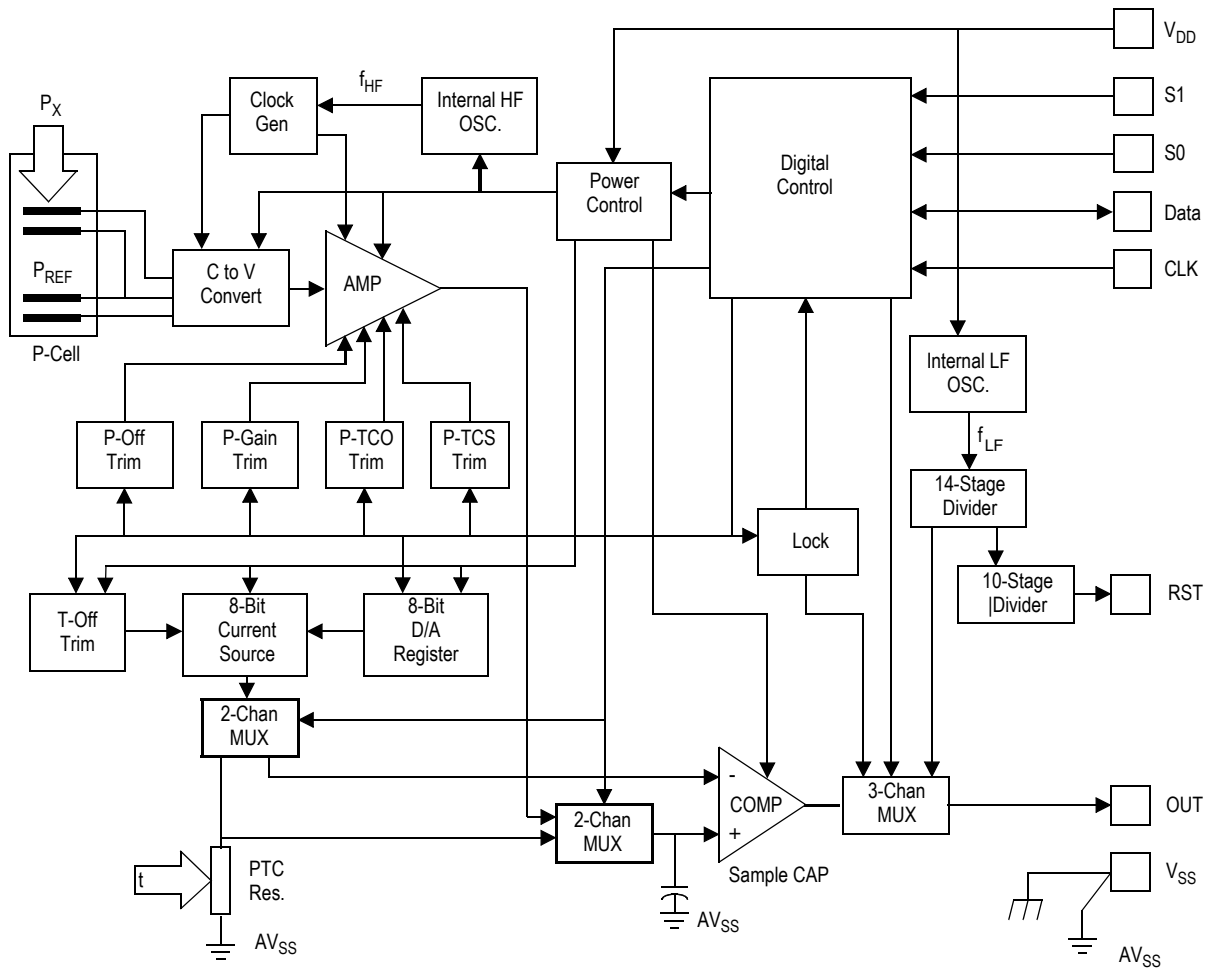 V_DD
f_HF
Clock
Gen
Internal HF
OSC.
S1
P_X
Digital
Control
S0
Power
Control
Data
P_REF
C to V
Convert
AMP
CLK
P-Cell
Internal LF
OSC.
f_LF
P-Off
Trim
P-Gain
Trim
P-TCO
Trim
P-TCS
Trim
14-Stage
Divider
Lock
10-Stage
|Divider
RST
T-Off
Trim
8-Bit
Current
Source
8-Bit
D/A
Register
2-Chan
MUX
-
COMP
+
3-Chan
MUX
OUT
2-Chan
MUX
Sample CAP
t
PTC
Res.
V_SS
AV_SS
AV_SS
AV_SS